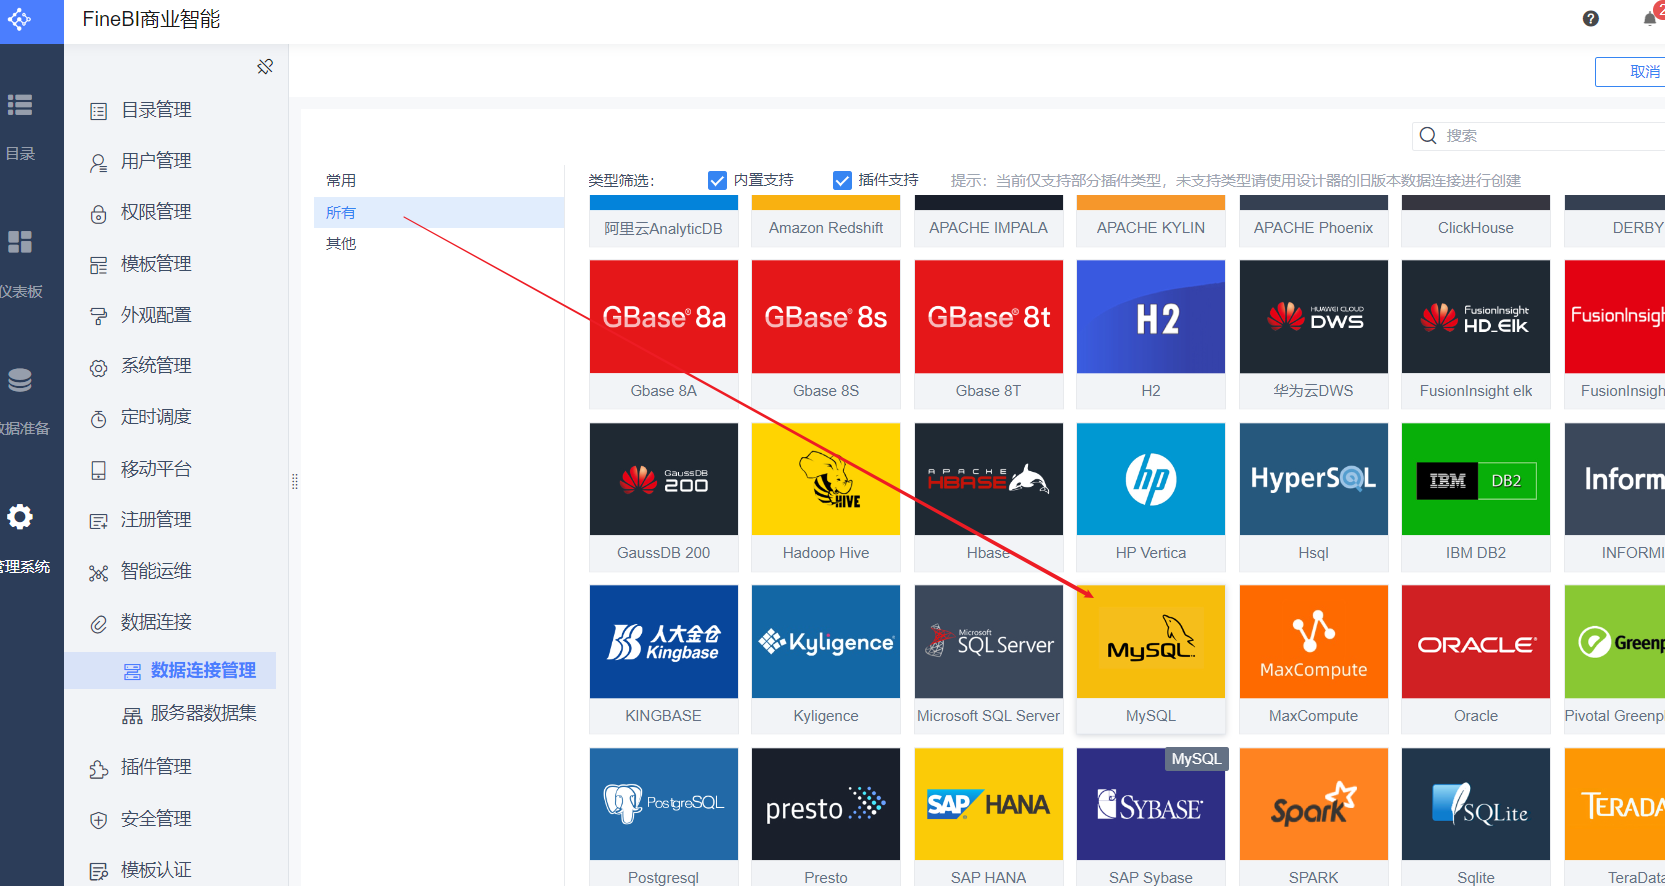 FineBI商业智能
2
取消
目录
仪表板
数据准备
管理系统
目录管理
用户管理
权限管理
模板管理
外观配置
系统管理
定时调度
移动平台
注册管理
智能运维
数据连接
数据连接管理
服务器数据集
插件管理
安全管理
模板认证
搜索
常用
所有
其他
类型筛选： 内置支持 插件支持 提示：当前仅支持部分插件类型，未支持类型请使用设计器的旧版本数据连接进行创建
阿里云AnalyticDB Amazon Redshift APACHE IMPALA APACHE KYLIN APACHE Phoenix ClickHouse DERBY
GBase® 8a GBase® 8s GBase® 8t H2 HUAWEI CLOUD DWS FusionInsight HD_Elk FusionInsigh
Gbase 8A Gbase 8S Gbase 8T H2 华为云DWS FusionInsight elk FusionInsigh
GaussDB 200 HIVE APACHE HBASE hp HyperSQL IBM DB2 Inform
GaussDB 200 Hadoop Hive Hbase HP Vertica Hsql IBM DB2 INFORMI
人大金仓 Kingbase Kyligence Microsoft SQL Server MySQL MaxCompute ORACLE Greenp
KINGBASE Kyligence Microsoft SQL Server MySQL MaxCompute Oracle Pivotal Greenpl
MySQL
PostgreSQL presto SAP HANA SYBASE Spark SQLite TERADA
Postgresql Presto SAP HANA SAP Sybase SPARK Sqlite TeraData